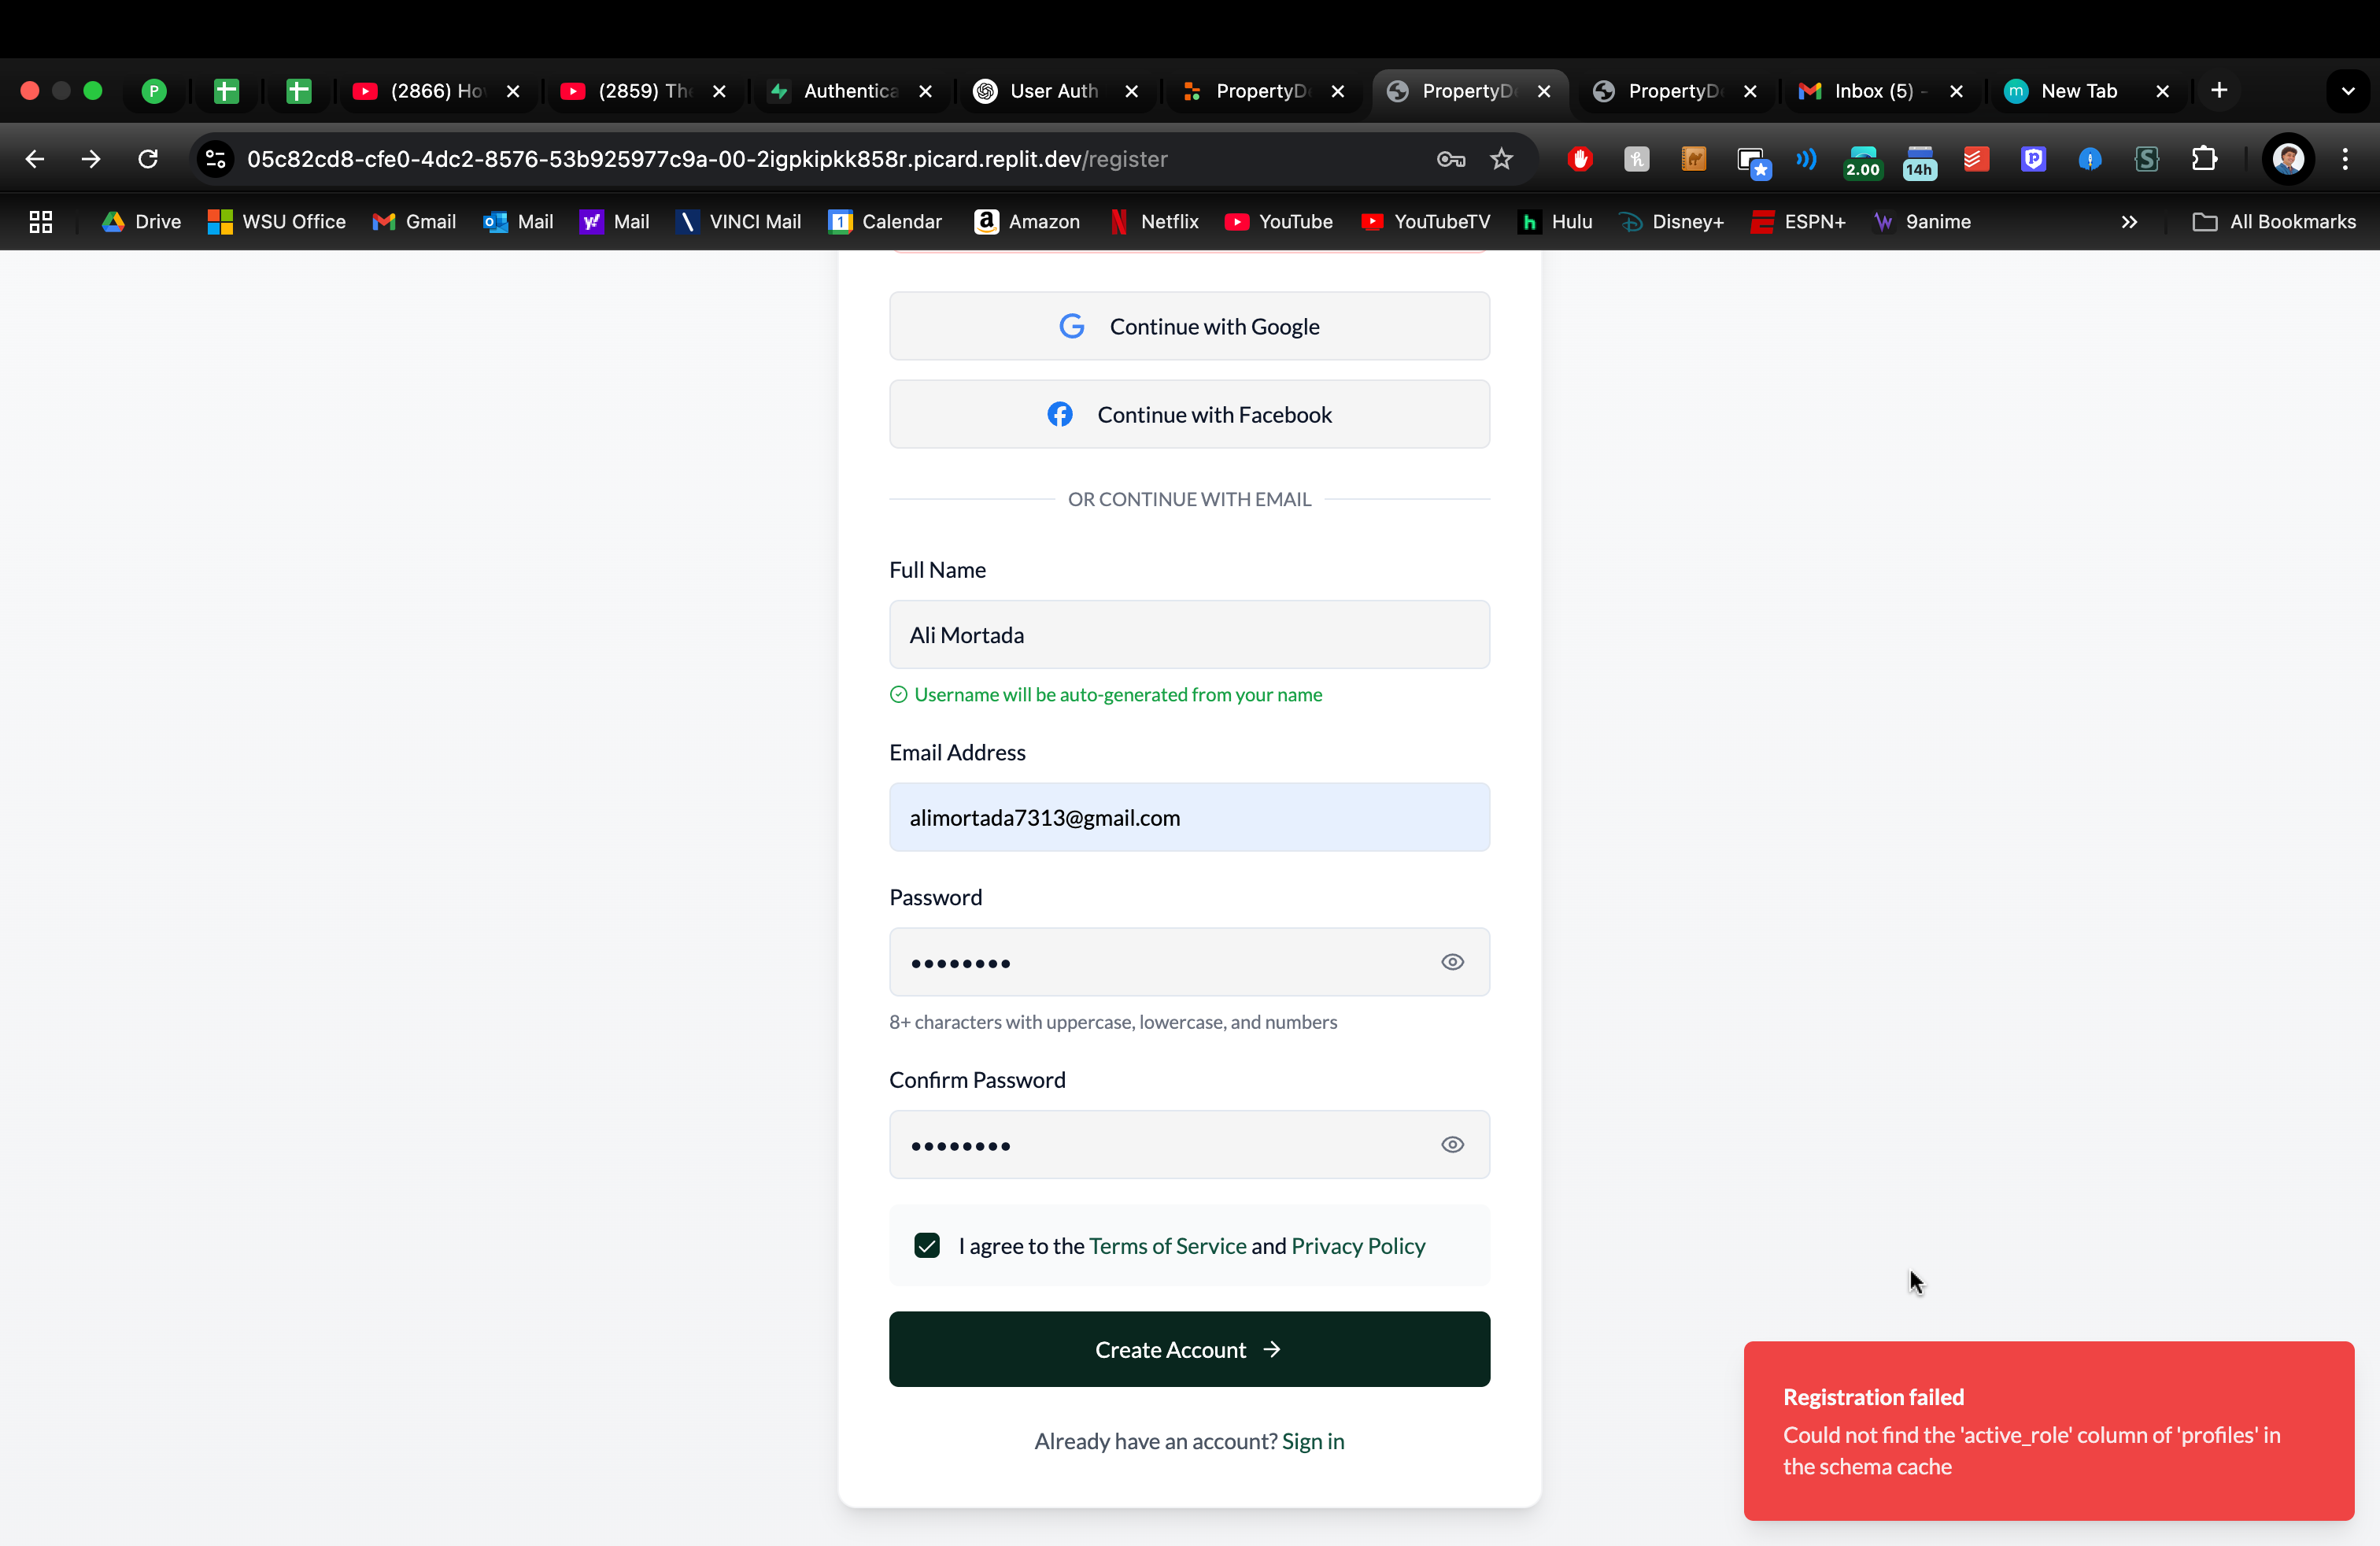 P
(2866) Ho
(2859) Th
Authentica
User Auth
PropertyD
PropertyD
PropertyD
Inbox (5) -
m
New Tab
05c82cd8-cfe0-4dc2-8576-53b925977c9a-00-2igpkipkk858r.picard.replit.dev/register
2.00
14h
Drive
WSU Office
Gmail
Mail
Mail
VINCI Mail
Calendar
Amazon
Netflix
YouTube
YouTubeTV
Hulu
Disney+
ESPN+
9anime
All Bookmarks
Continue with Google
Continue with Facebook
OR CONTINUE WITH EMAIL
Full Name
Ali Mortada
Username will be auto-generated from your name
Email Address
alimortada7313@gmail.com
Password
8+ characters with uppercase, lowercase, and numbers
Confirm Password
I agree to the Terms of Service and Privacy Policy
Create Account →
Already have an account? Sign in
Registration failed
Could not find the 'active_role' column of 'profiles' in
the schema cache